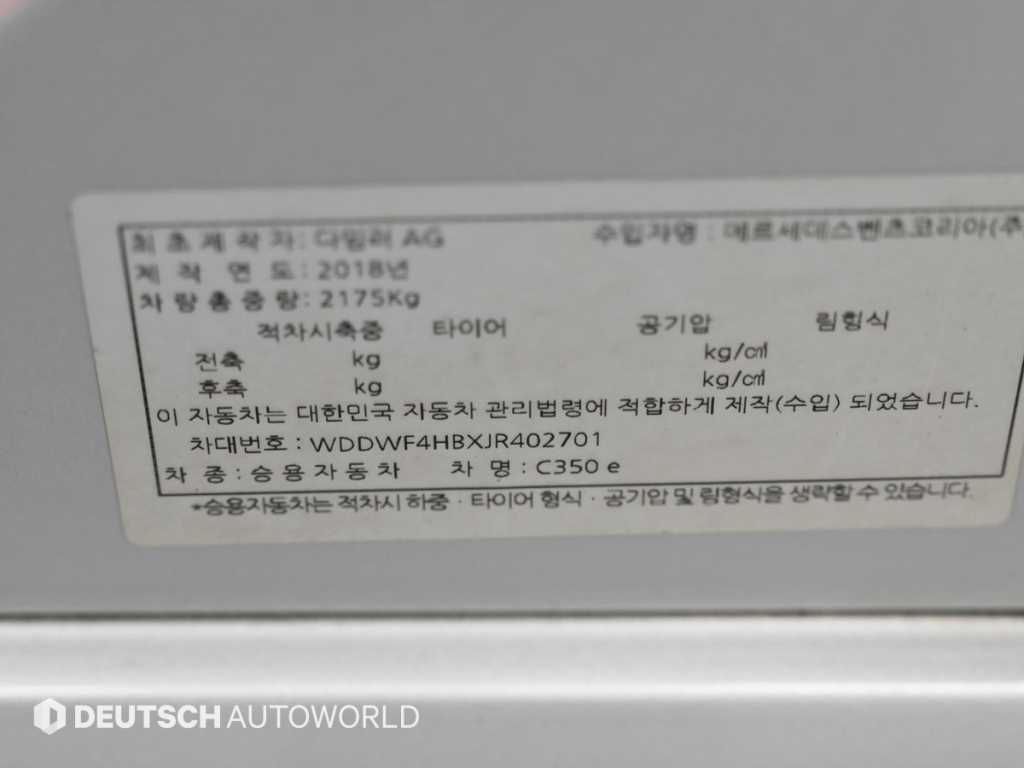 최초제작자: 다임러 AG 수입자명 : 메르세데스벤츠코리아(주
제 작 연 도 : 2018년
차량총중량: 2175Kg
적차시축중 타이어 공기압 림형식
전축 kg kg/㎠
후축 kg kg/㎠
이 자동차는 대한민국 자동차 관리법령에 적합하게 제작(수입) 되었습니다.
차대번호 : WDDWF4HBXJR402701
차 종 : 승용자동차 차 명 : C350 e
*승용자동차는 적차시 하중 · 타이어 형식 · 공기압 및 림형식을 생략할 수 있습니다.
DEUTSCH AUTOWORLD